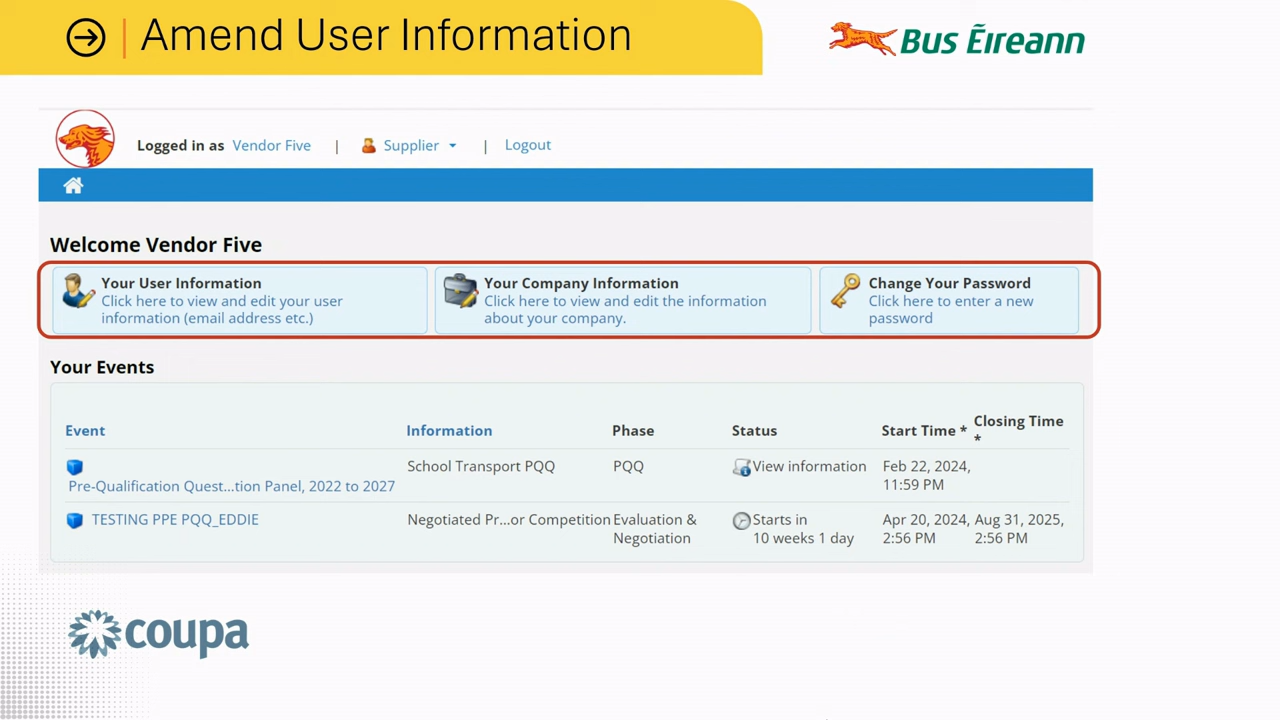 Amend User Information
Bus Éireann
Logged in as Vendor Five | Supplier | Logout
Welcome Vendor Five
Your User Information
Click here to view and edit your user
information (email address etc.)
Your Company Information
Click here to view and edit the information
about your company.
Change Your Password
Click here to enter a new
password
Your Events
Event Information Phase Status Start Time * Closing Time
*
School Transport PQQ PQQ View information Feb 22, 2024,
Pre-Qualification Quest...tion Panel, 2022 to 2027 11:59 PM
TESTING PPE PQQ_EDDIE Negotiated Pr...or Competition Evaluation & Starts in Apr 20, 2024, Aug 31, 2025,
Negotiation 10 weeks 1 day 2:56 PM 2:56 PM
coupa